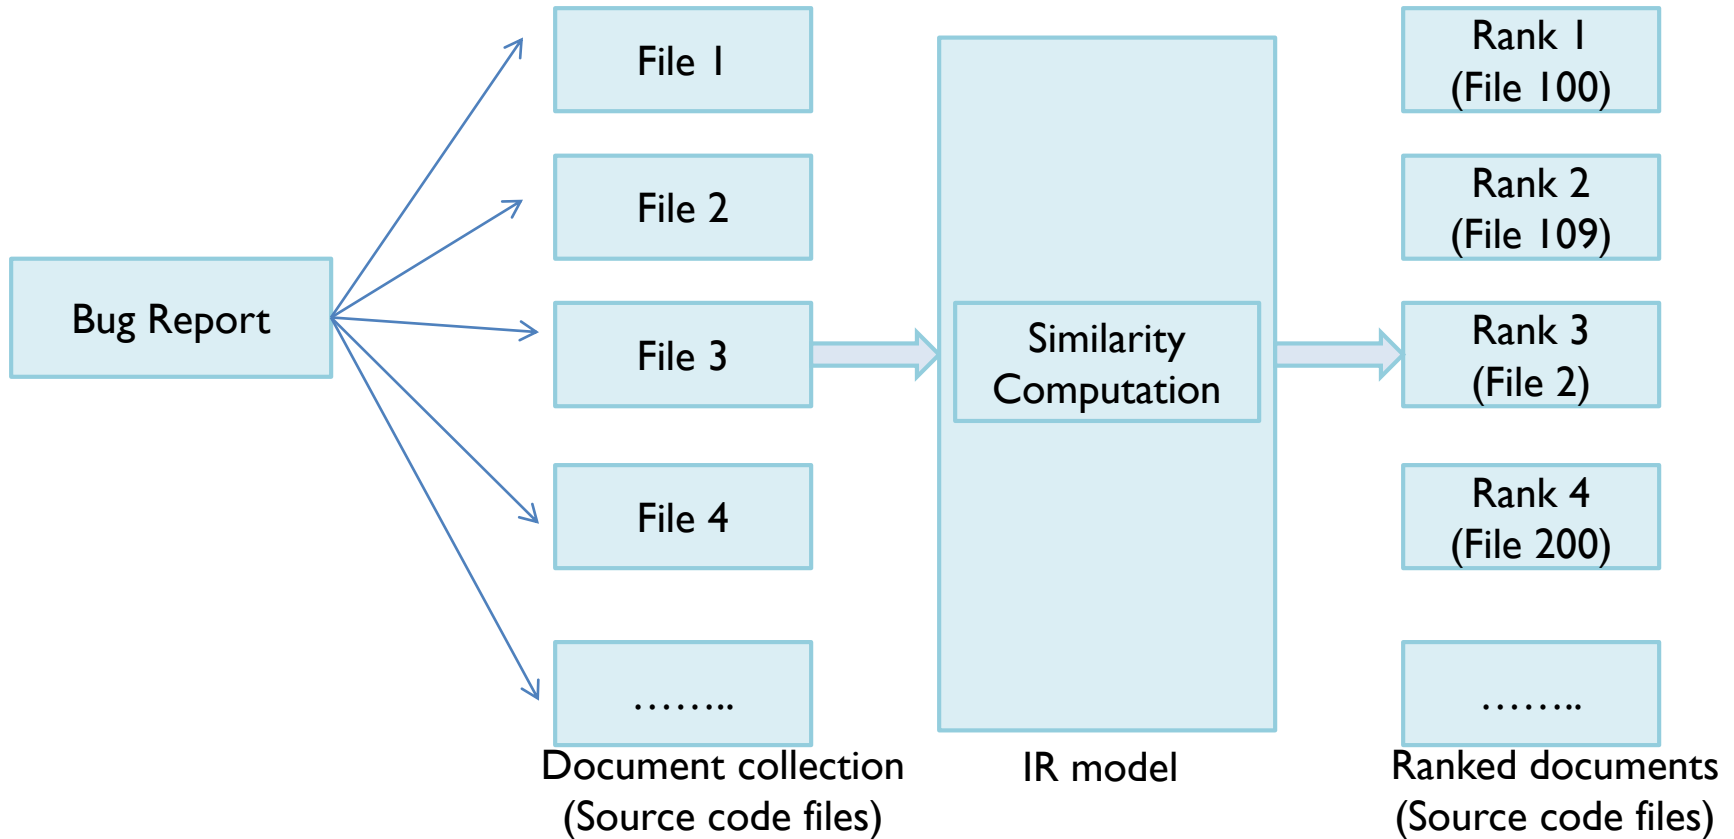 Bug Report
File 1
File 2
File 3
File 4
……..
Document collection
(Source code files)
Similarity
Computation
IR model
Rank 1
(File 100)
Rank 2
(File 109)
Rank 3
(File 2)
Rank 4
(File 200)
……..
Ranked documents
(Source code files)